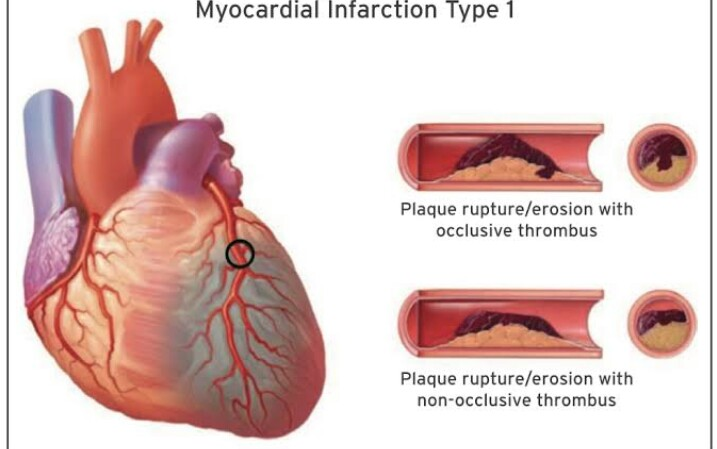 Myocardial Infarction Type 1
Plaque rupture/erosion with
occlusive thrombus
Plaque rupture/erosion with
non-occlusive thrombus